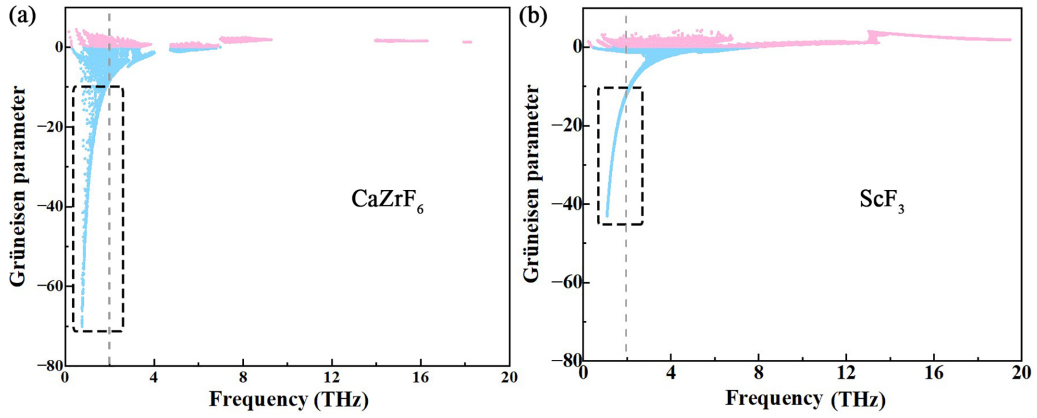 (a)
0
−20
−40
−60
−80
0 4 8 12 16 20
Grüneisen parameter
Frequency (THz)
CaZrF6
(b)
0
−20
−40
−60
−80
0 4 8 12 16 20
Grüneisen parameter
Frequency (THz)
ScF3